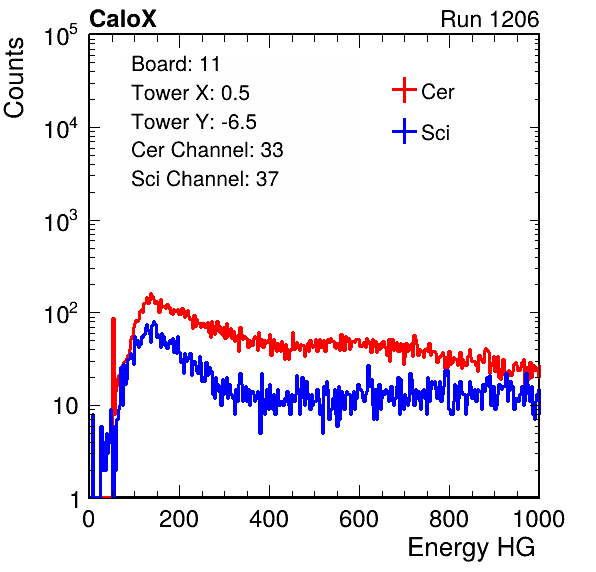 CaloX Run 1206
Counts
Board: 11
Tower X: 0.5
Tower Y: -6.5
Cer Channel: 33
Sci Channel: 37
Cer
Sci
10^5
10^4
10^3
10^2
10
1
0 200 400 600 800 1000
Energy HG